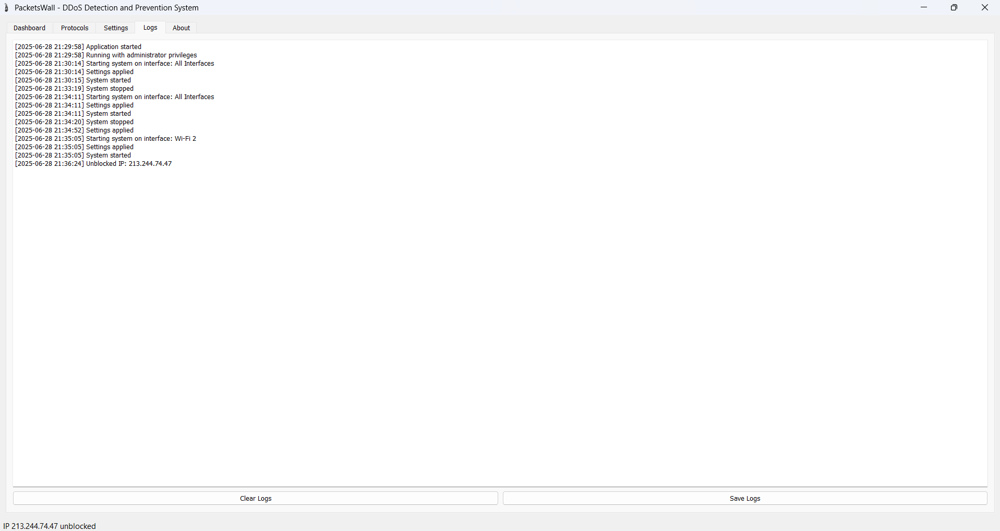 PacketsWall - DDoS Detection and Prevention System
Dashboard Protocols Settings Logs About
[2025-06-28 21:29:58] Application started
[2025-06-28 21:29:58] Running with administrator privileges
[2025-06-28 21:30:14] Starting system on interface: All Interfaces
[2025-06-28 21:30:14] Settings applied
[2025-06-28 21:30:15] System started
[2025-06-28 21:33:19] System stopped
[2025-06-28 21:34:11] Starting system on interface: All Interfaces
[2025-06-28 21:34:11] Settings applied
[2025-06-28 21:34:11] System started
[2025-06-28 21:34:20] System stopped
[2025-06-28 21:34:52] Settings applied
[2025-06-28 21:35:05] Starting system on interface: Wi-Fi 2
[2025-06-28 21:35:05] Settings applied
[2025-06-28 21:35:05] System started
[2025-06-28 21:36:24] Unblocked IP: 213.244.74.47
Clear Logs Save Logs
IP 213.244.74.47 unblocked